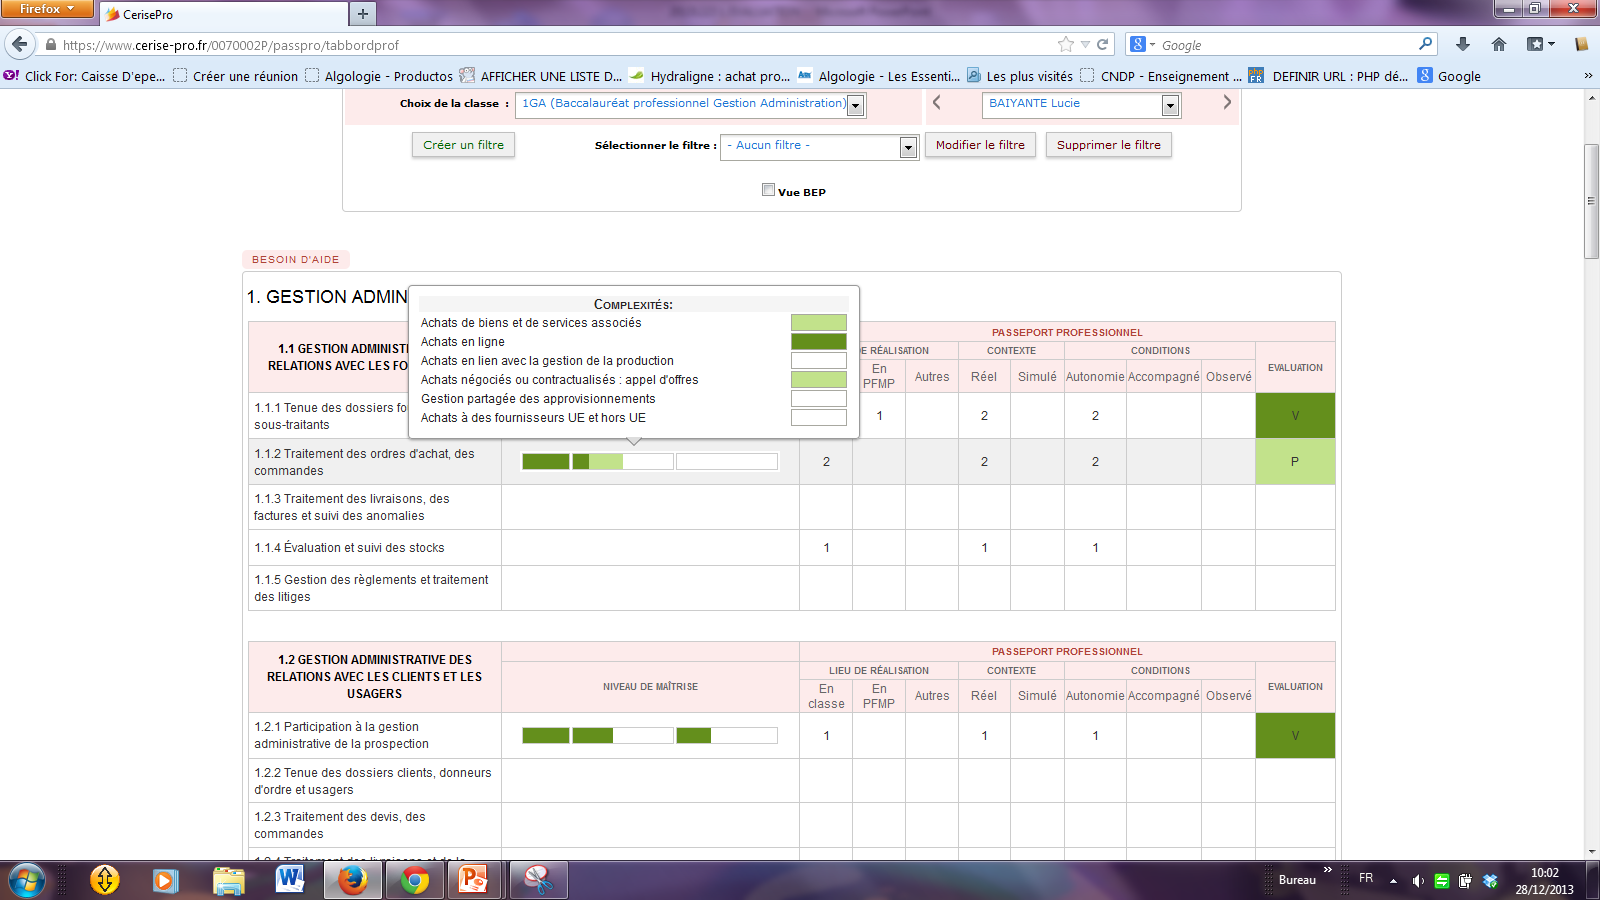 Firefox
CerisePro
https://www.cerise-pro.fr/0070002P/passpro/tabbordprof
Google
Click For: Caisse D'epe...
Créer une réunion
Algologie - Productos
AFFICHER UNE LISTE D...
Hydraligne : achat pro...
Algologie - Les Essenti...
Les plus visités
CNDP - Enseignement ...
DEFINIR URL : PHP dé...
Google
Choix de la classe : 1GA (Baccalauréat professionnel Gestion Administration)
BAIYANTE Lucie
Créer un filtre
Sélectionner le filtre : - Aucun filtre -
Modifier le filtre
Supprimer le filtre
Vue BEP
BESOIN D'AIDE
1. GESTION ADMIN
COMPLEXITÉS:
Achats de biens et de services associés
Achats en ligne
Achats en lien avec la gestion de la production
Achats négociés ou contractualisés : appel d'offres
Gestion partagée des approvisionnements
Achats à des fournisseurs UE et hors UE
1.1 GESTION ADMINIST
RELATIONS AVEC LES FO
PASSEPORT PROFESSIONNEL
DE RÉALISATION CONTEXTE CONDITIONS EVALUATION
En PFMP Autres Réel Simulé Autonomie Accompagné Observé
1.1.1 Tenue des dossiers fo
sous-traitants
1 2 2 V
1.1.2 Traitement des ordres d'achat, des
commandes
2 2 2 P
1.1.3 Traitement des livraisons, des
factures et suivi des anomalies
1.1.4 Évaluation et suivi des stocks 1 1 1
1.1.5 Gestion des règlements et traitement
des litiges
1.2 GESTION ADMINISTRATIVE DES
RELATIONS AVEC LES CLIENTS ET LES
USAGERS
NIVEAU DE MAÎTRISE
PASSEPORT PROFESSIONNEL
LIEU DE RÉALISATION CONTEXTE CONDITIONS EVALUATION
En classe En PFMP Autres Réel Simulé Autonomie Accompagné Observé
1.2.1 Participation à la gestion
administrative de la prospection
1 1 1 V
1.2.2 Tenue des dossiers clients, donneurs
d'ordre et usagers
1.2.3 Traitement des devis, des
commandes
Bureau
FR
10:02
28/12/2013